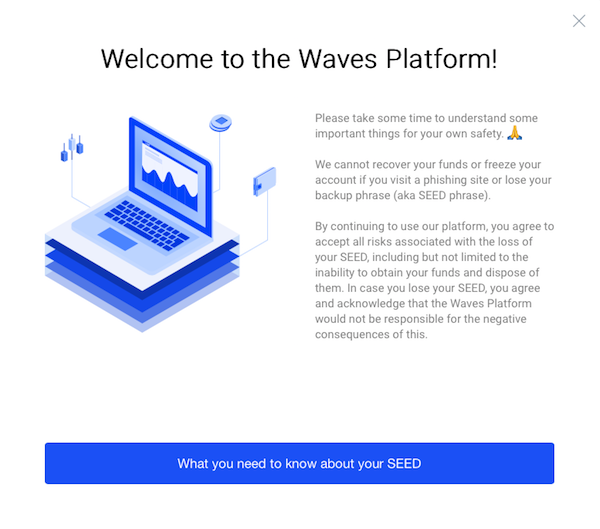 Welcome to the Waves Platform!
Please take some time to understand some
important things for your own safety. 🙏
We cannot recover your funds or freeze your
account if you visit a phishing site or lose your
backup phrase (aka SEED phrase).
By continuing to use our platform, you agree to
accept all risks associated with the loss of
your SEED, including but not limited to the
inability to obtain your funds and dispose of
them. In case you lose your SEED, you agree
and acknowledge that the Waves Platform
would not be responsible for the negative
consequences of this.
What you need to know about your SEED